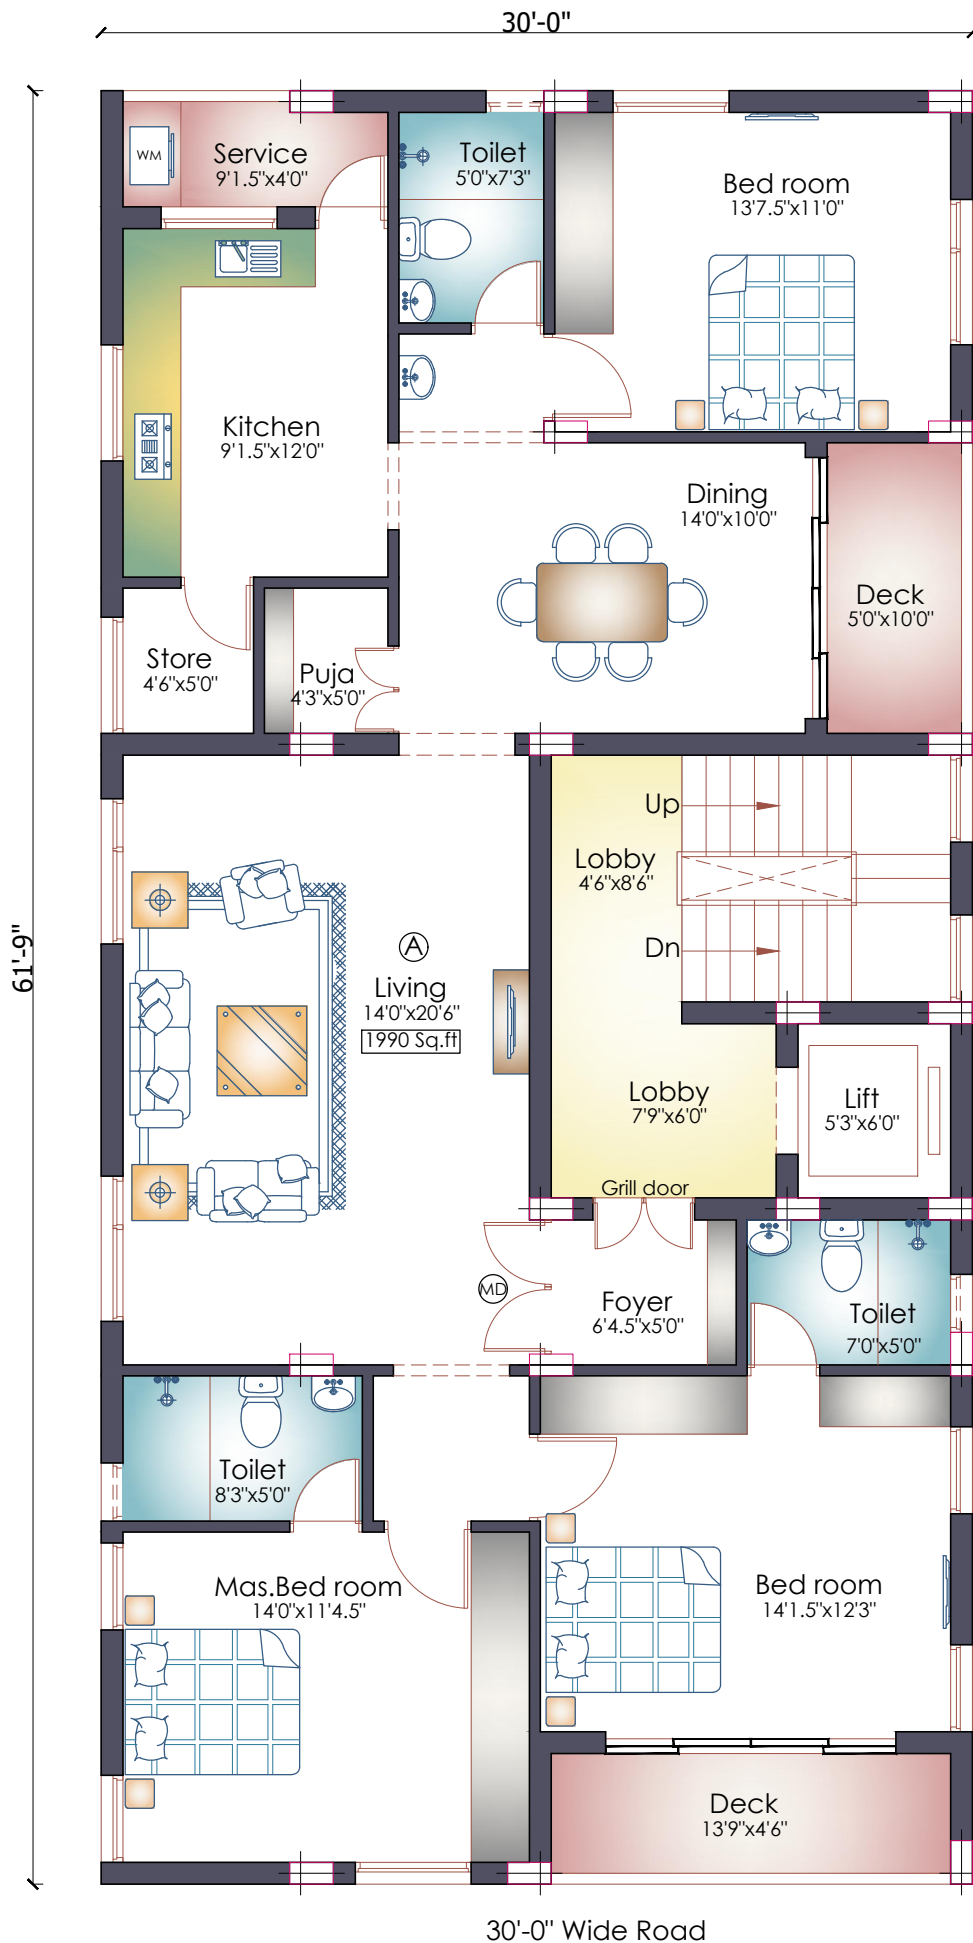 30'-0"
61'-9"
WM
Service
9'1.5"x4'0"
Toilet
5'0"x7'3"
Bed room
13'7.5"x11'0"
Kitchen
9'1.5"x12'0"
Dining
14'0"x10'0"
Deck
5'0"x10'0"
Store
4'6"x5'0"
Puja
4'3"x5'0"
Up
Lobby
4'6"x8'6"
Dn
A
Living
14'0"x20'6"
1990 Sq.ft
Lobby
7'9"x6'0"
Lift
5'3"x6'0"
Grill door
MD
Foyer
6'4.5"x5'0"
Toilet
7'0"x5'0"
Toilet
8'3"x5'0"
Mas.Bed room
14'0"x11'4.5"
Bed room
14'1.5"x12'3"
Deck
13'9"x4'6"
30'-0" Wide Road